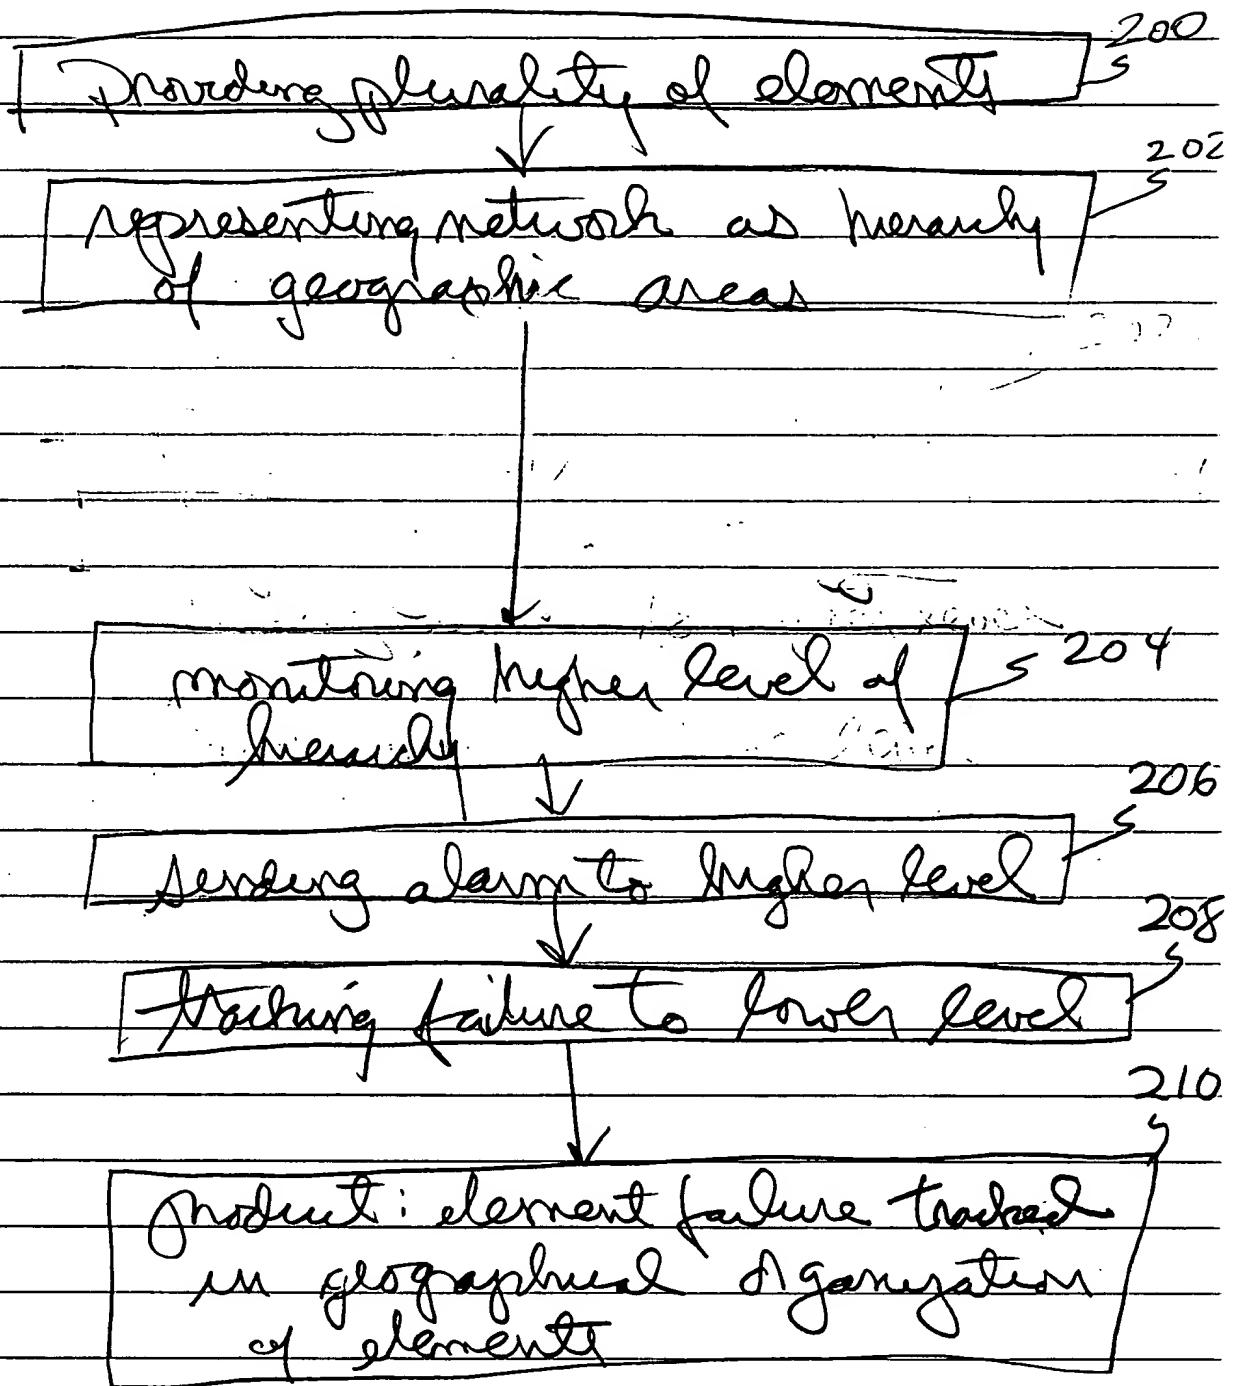 200
providing plurality of elements
202
representing network as hierarchy
of geographic areas
204
monitoring higher level of
hierarchy
206
sending alarm to higher level
208
tracking failure to lower level
210
product: element failure tracked
in geographical organization
of elements